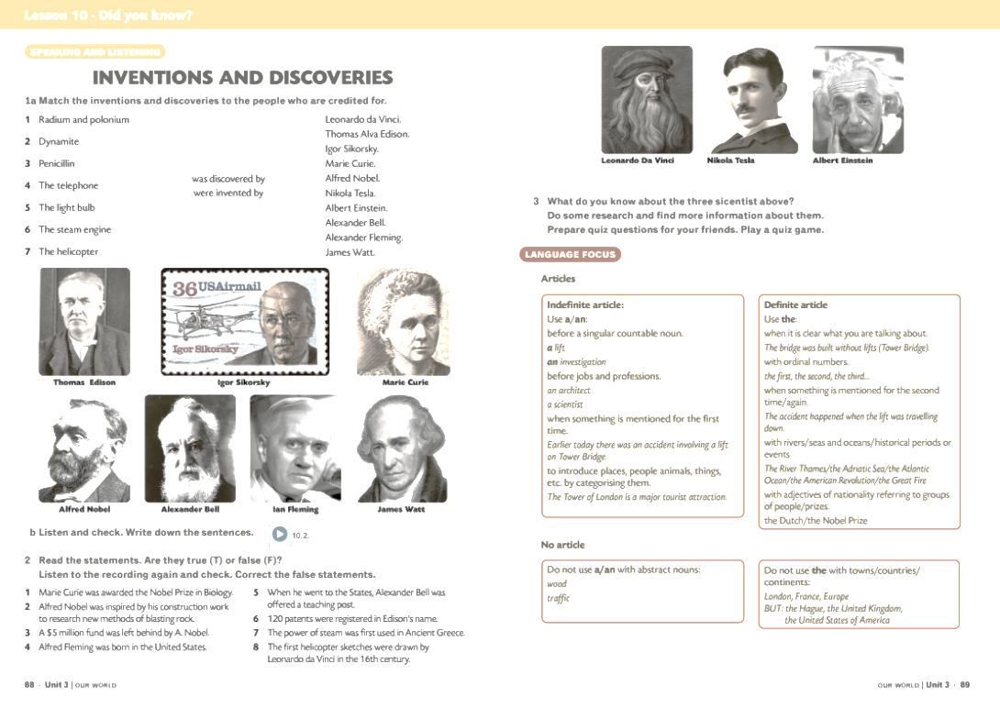 Lesson 10 - Did you know?
SPEAKING AND LISTENING
INVENTIONS AND DISCOVERIES
1a Match the inventions and discoveries to the people who are credited for.
1 Radium and polonium
2 Dynamite
3 Penicillin
4 The telephone
5 The light bulb
6 The steam engine
7 The helicopter
was discovered by
were invented by
Leonardo da Vinci.
Thomas Alva Edison.
Igor Sikorsky.
Marie Curie.
Alfred Nobel.
Nikola Tesla.
Albert Einstein.
Alexander Bell.
Alexander Fleming.
James Watt.
36 USAirmail
Igor Sikorsky
Thomas Edison
Igor Sikorsky
Marie Curie
Alfred Nobel
Alexander Bell
Ian Fleming
James Watt
b Listen and check. Write down the sentences.
10.2.
2 Read the statements. Are they true (T) or false (F)?
Listen to the recording again and check. Correct the false statements.
1 Marie Curie was awarded the Nobel Prize in Biology.
2 Alfred Nobel was inspired by his construction work
to research new methods of blasting rock.
3 A $5 million fund was left behind by A. Nobel.
4 Alfred Fleming was born in the United States.
5 When he went to the States, Alexander Bell was
offered a teaching post.
6 120 patents were registered in Edison's name.
7 The power of steam was first used in Ancient Greece.
8 The first helicopter sketches were drawn by
Leonardo da Vinci in the 16th century.
88 · Unit 3 | OUR WORLD
Leonardo Da Vinci
Nikola Tesla
Albert Einstein
3 What do you know about the three sicentist above?
Do some research and find more information about them.
Prepare quiz questions for your friends. Play a quiz game.
LANGUAGE FOCUS
Articles
Indefinite article:
Use a/an:
before a singular countable noun.
a lift
an investigation
before jobs and professions.
an architect
a scientist
when something is mentioned for the first
time.
Earlier today there was an accident involving a lift
on Tower Bridge.
to introduce places, people animals, things,
etc. by categorising them.
The Tower of London is a major tourist attraction.
Definite article
Use the:
when it is clear what you are talking about.
The bridge was built without lifts (Tower Bridge).
with ordinal numbers.
the first, the second, the third...
when something is mentioned for the second
time/again.
The accident happened when the lift was travelling
down.
with rivers/seas and oceans/historical periods or
events
The River Thames/the Adriatic Sea/the Atlantic
Ocean/the American Revolution/the Great Fire
with adjectives of nationality referring to groups
of people/prizes.
the Dutch/the Nobel Prize
No article
Do not use a/an with abstract nouns:
wood
traffic
Do not use the with towns/countries/
continents:
London, France, Europe
BUT: the Hague, the United Kingdom,
the United States of America
OUR WORLD | Unit 3 · 89